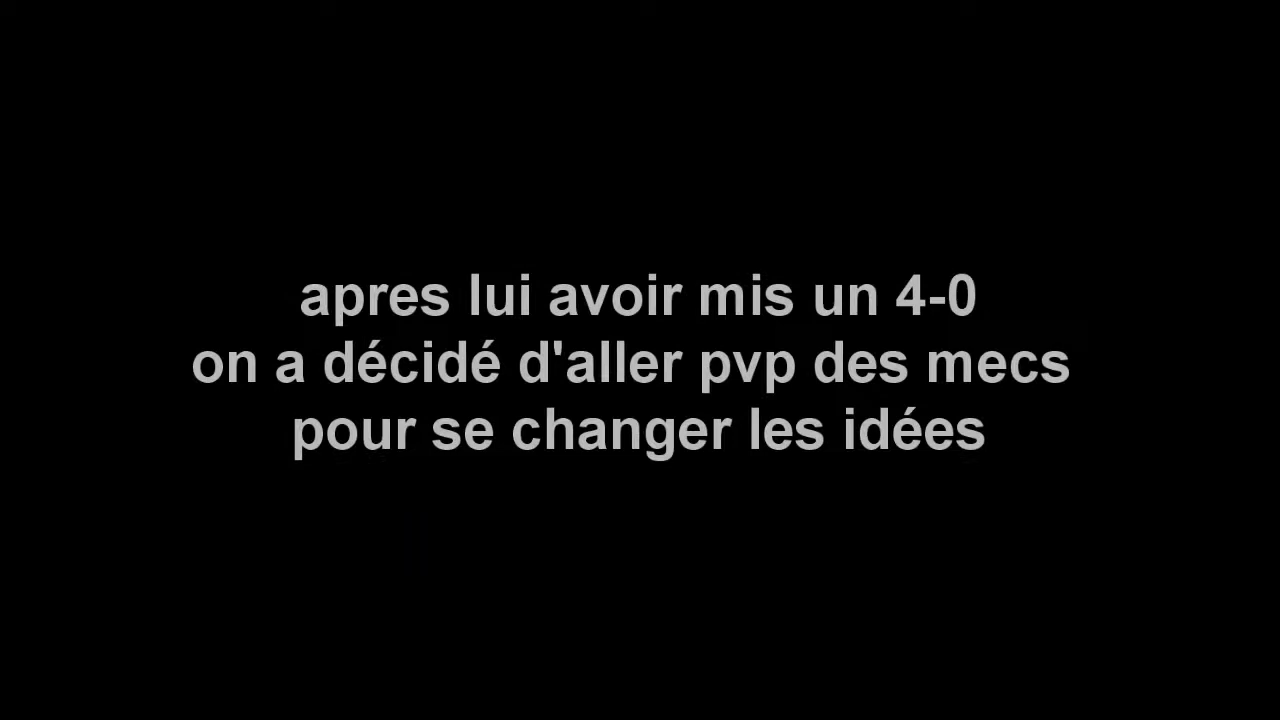 apres lui avoir mis un 4-0
on a décidé d'aller pvp des mecs
pour se changer les idées